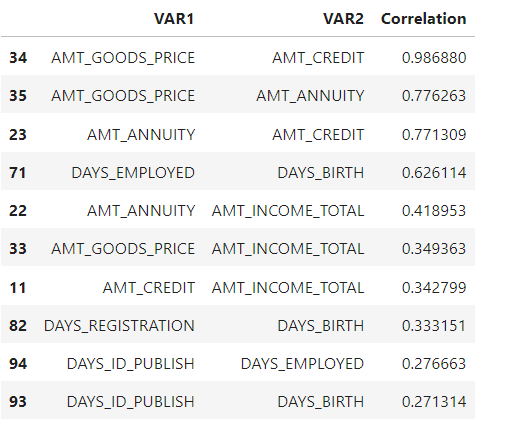 VAR1 VAR2 Correlation
34 AMT_GOODS_PRICE AMT_CREDIT 0.986880
35 AMT_GOODS_PRICE AMT_ANNUITY 0.776263
23 AMT_ANNUITY AMT_CREDIT 0.771309
71 DAYS_EMPLOYED DAYS_BIRTH 0.626114
22 AMT_ANNUITY AMT_INCOME_TOTAL 0.418953
33 AMT_GOODS_PRICE AMT_INCOME_TOTAL 0.349363
11 AMT_CREDIT AMT_INCOME_TOTAL 0.342799
82 DAYS_REGISTRATION DAYS_BIRTH 0.333151
94 DAYS_ID_PUBLISH DAYS_EMPLOYED 0.276663
93 DAYS_ID_PUBLISH DAYS_BIRTH 0.271314